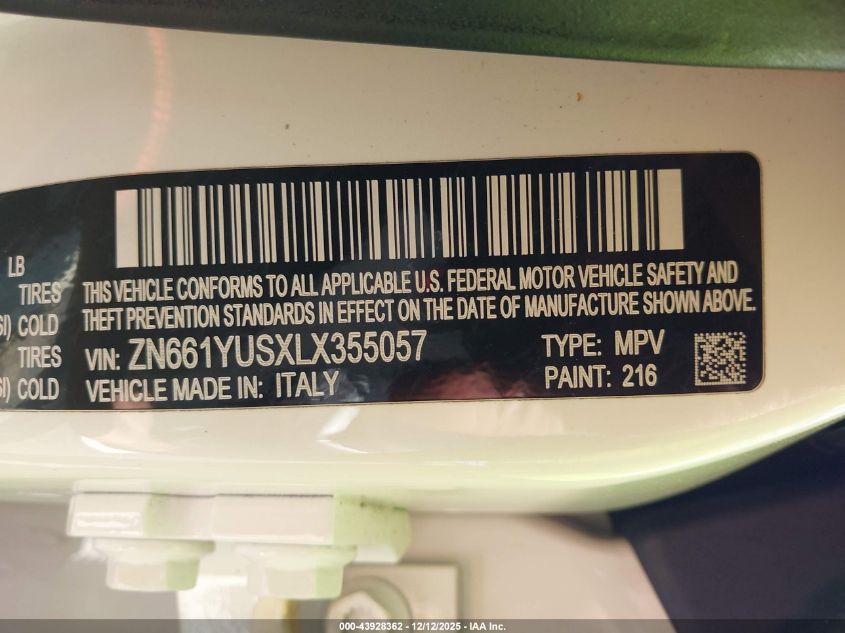 LB
TIRES
SI) COLD
TIRES
SI) COLD
THIS VEHICLE CONFORMS TO ALL APPLICABLE U.S. FEDERAL MOTOR VEHICLE SAFETY AND
THEFT PREVENTION STANDARDS IN EFFECT ON THE DATE OF MANUFACTURE SHOWN ABOVE.
VIN: ZN661YUSXLX355057 TYPE: MPV
VEHICLE MADE IN: ITALY PAINT: 216
000-43928362 - 12/12/2025 - IAA Inc.